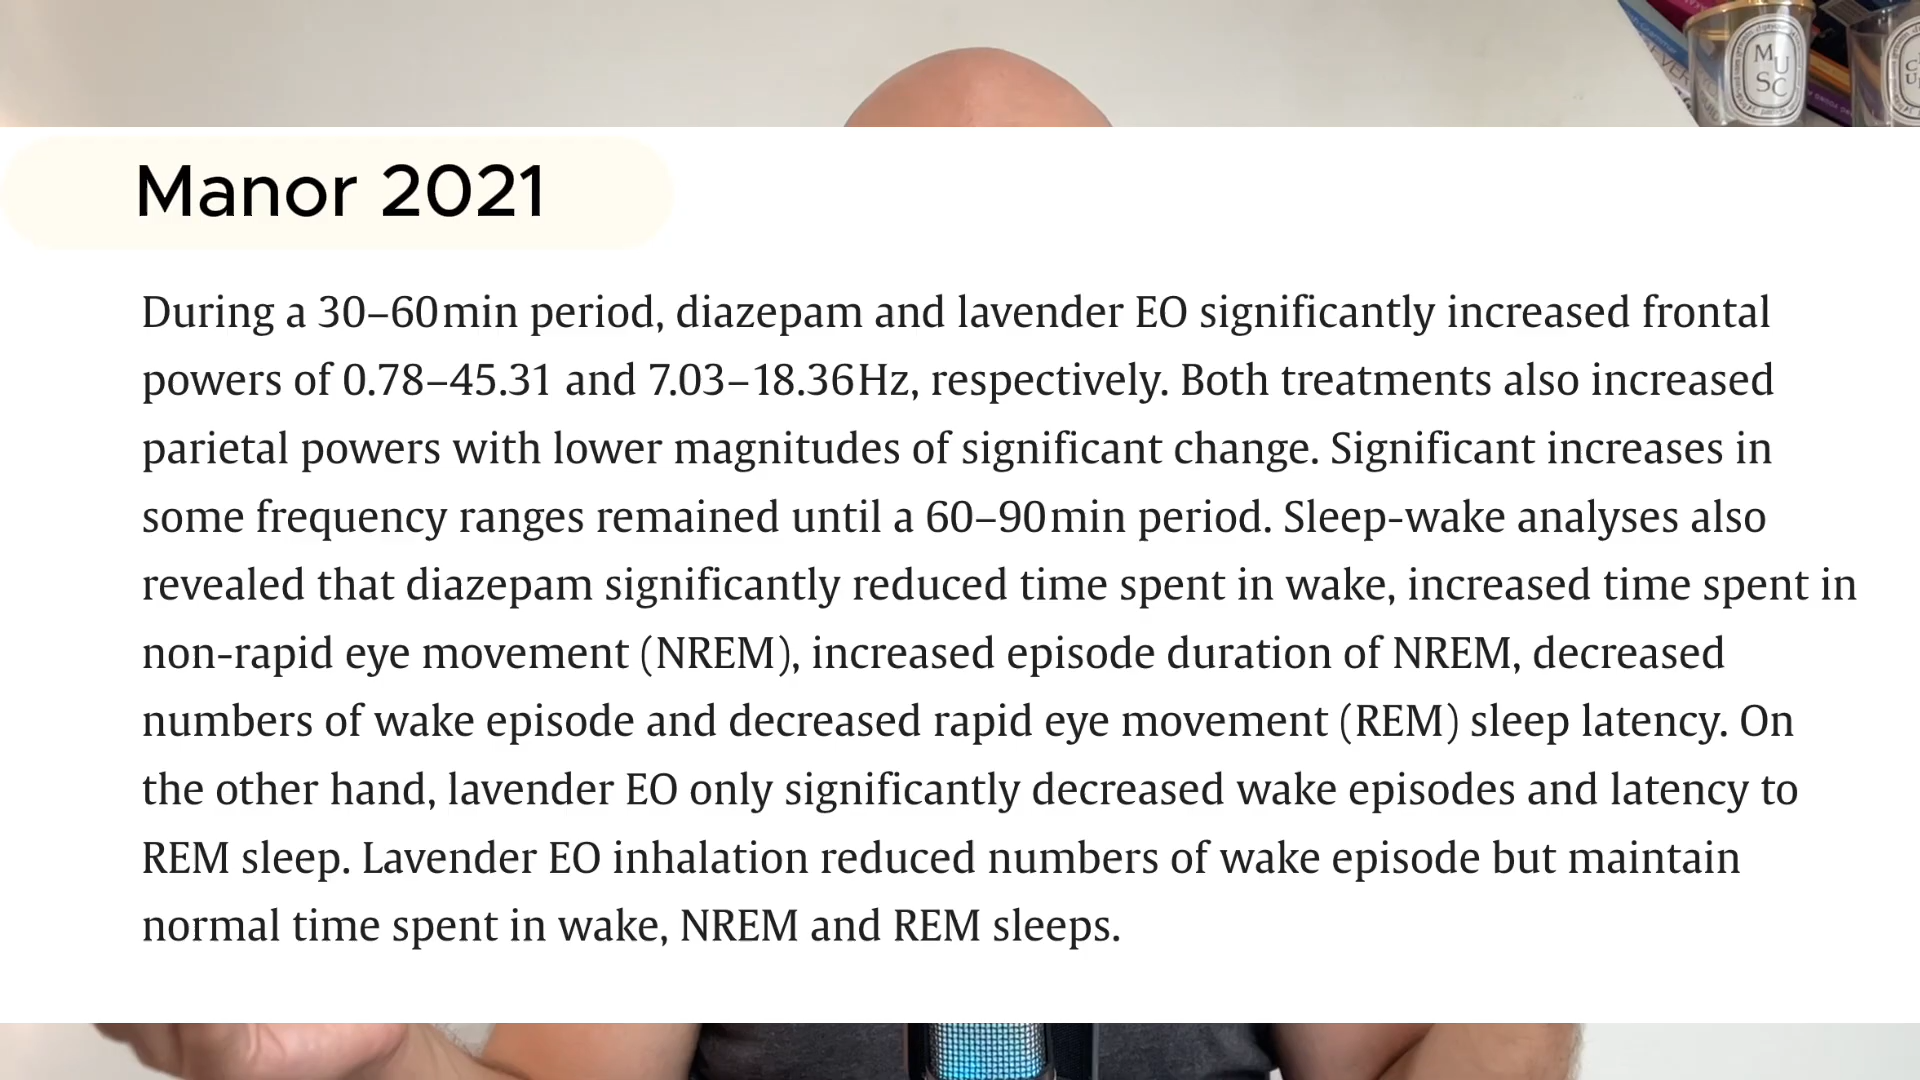 MUSC
Manor 2021
During a 30–60 min period, diazepam and lavender EO significantly increased frontal
powers of 0.78–45.31 and 7.03–18.36 Hz, respectively. Both treatments also increased
parietal powers with lower magnitudes of significant change. Significant increases in
some frequency ranges remained until a 60–90 min period. Sleep-wake analyses also
revealed that diazepam significantly reduced time spent in wake, increased time spent in
non-rapid eye movement (NREM), increased episode duration of NREM, decreased
numbers of wake episode and decreased rapid eye movement (REM) sleep latency. On
the other hand, lavender EO only significantly decreased wake episodes and latency to
REM sleep. Lavender EO inhalation reduced numbers of wake episode but maintain
normal time spent in wake, NREM and REM sleeps.